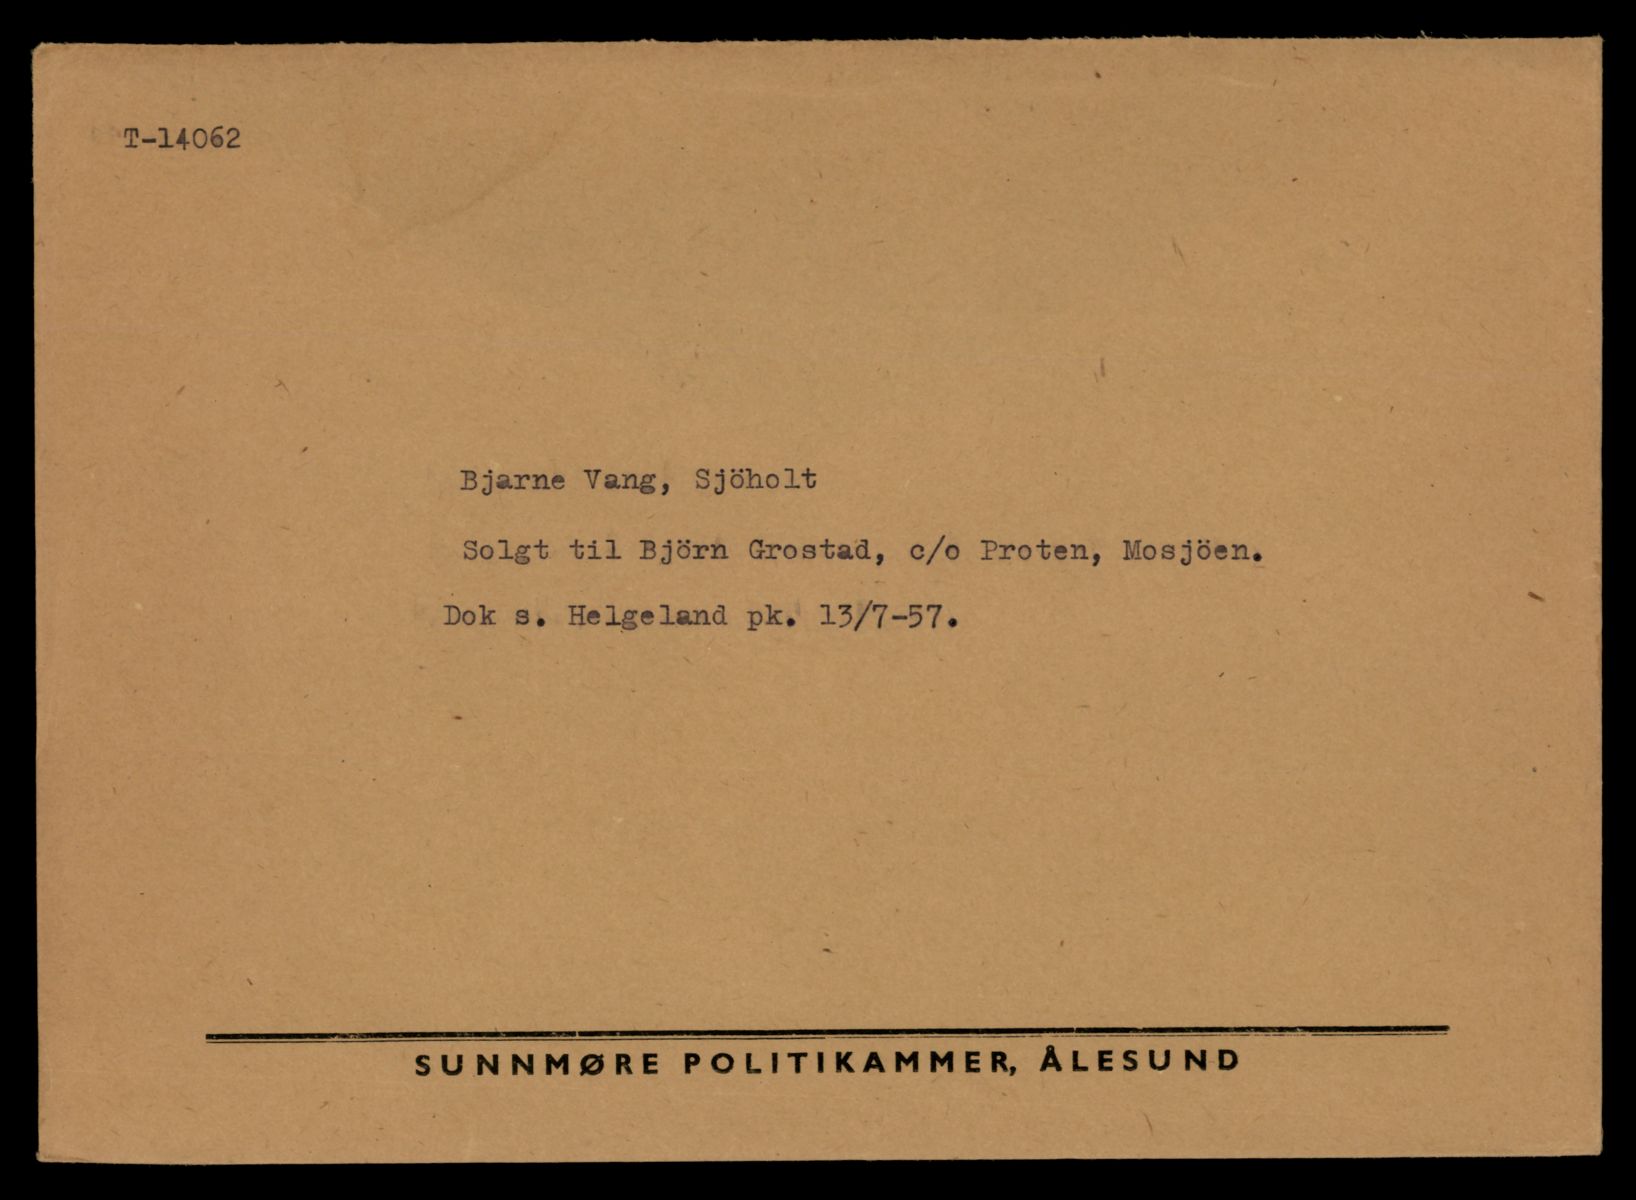 T-14062
Bjarne Vang, Sjöholt
Solgt til Björn Grostad, c/o Proten, Mosjöen.
Dok s. Helgeland pk. 13/7-57.
SUNNMØRE POLITIKAMMER, ÅLESUND